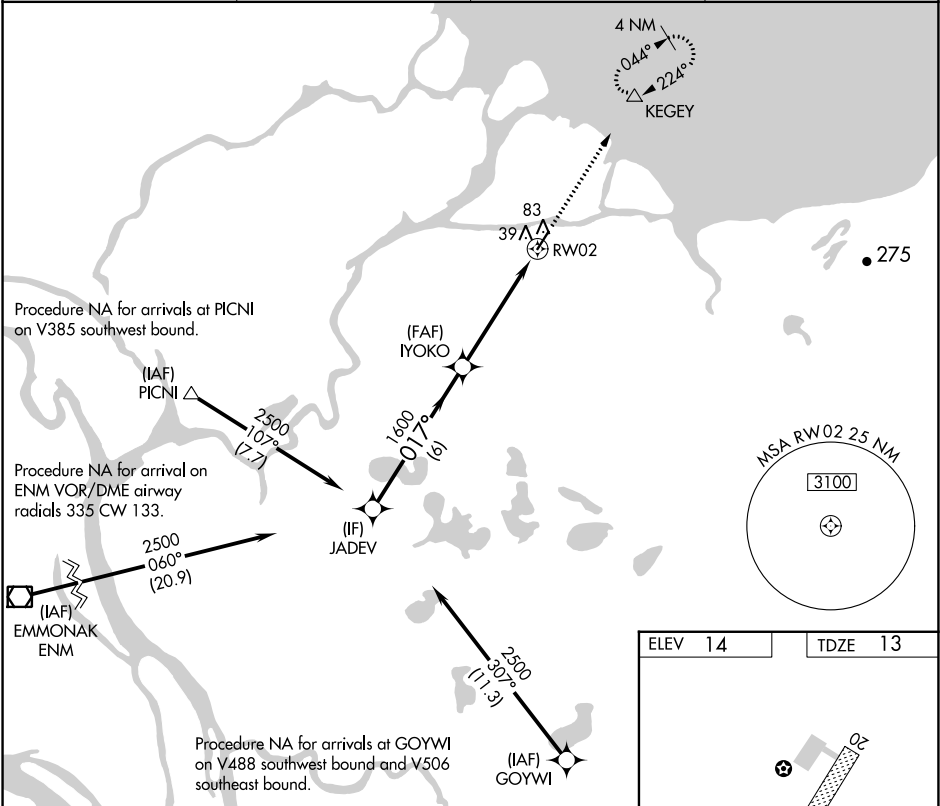 4 NM
044°
224°
KEGEY
83
39
RW02
275
Procedure NA for arrivals at PICNI
on V385 southwest bound.
(FAF)
IYOKO
(IAF)
PICNI
2500
107°
(7.7)
1600
017°
(6)
MSA RW02 25 NM
3100
Procedure NA for arrival on
ENM VOR/DME airway
radials 335 CW 133.
(IF)
JADEV
2500
060°
(20.9)
(IAF)
EMMONAK
ENM
2500
307°
(11.3)
ELEV 14
TDZE 13
Procedure NA for arrivals at GOYWI
on V488 southwest bound and V506
southeast bound.
(IAF)
GOYWI
20